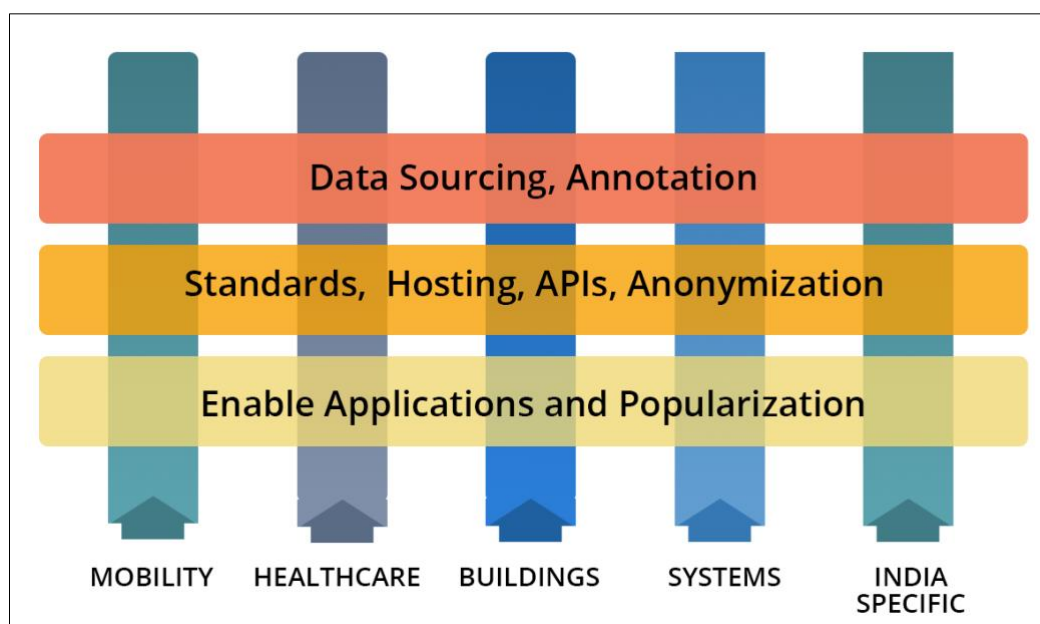 Data Sourcing, Annotation
Standards, Hosting, APIs, Anonymization
Enable Applications and Popularization
MOBILITY
HEALTHCARE
BUILDINGS
SYSTEMS
INDIA
SPECIFIC